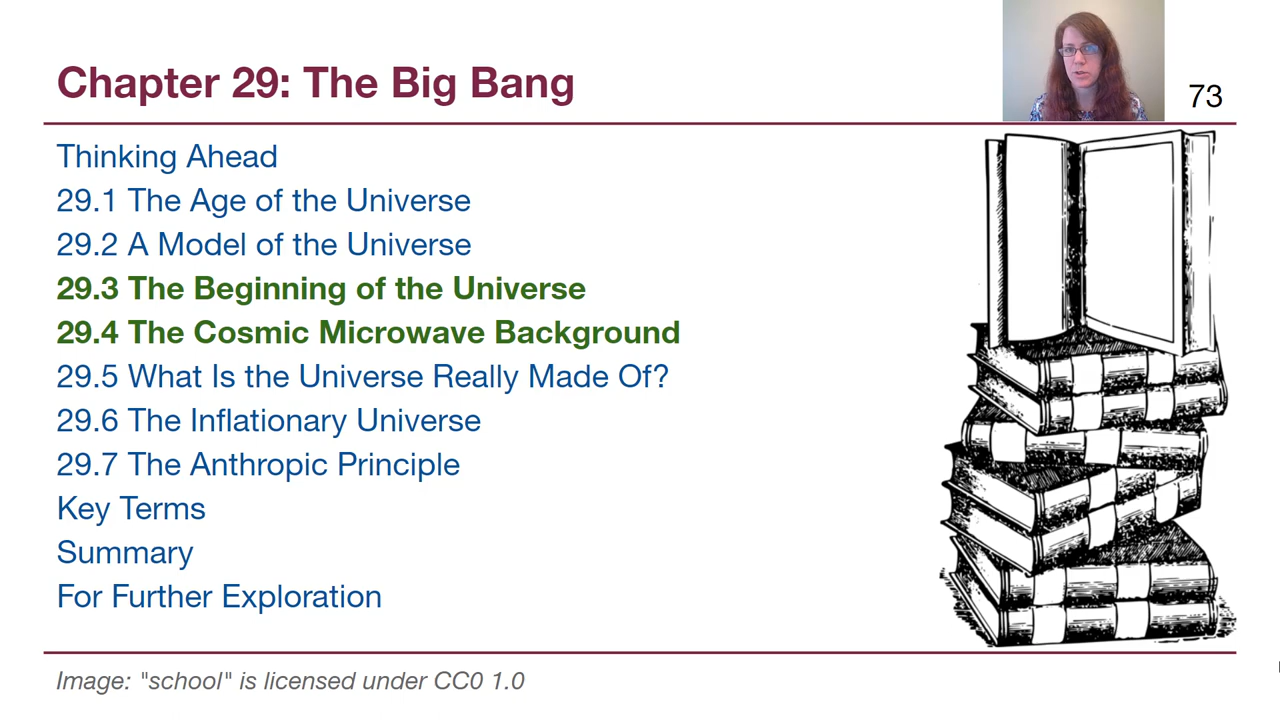 Chapter 29: The Big Bang
73
Thinking Ahead
29.1 The Age of the Universe
29.2 A Model of the Universe
29.3 The Beginning of the Universe
29.4 The Cosmic Microwave Background
29.5 What Is the Universe Really Made Of?
29.6 The Inflationary Universe
29.7 The Anthropic Principle
Key Terms
Summary
For Further Exploration
Image: "school" is licensed under CC0 1.0